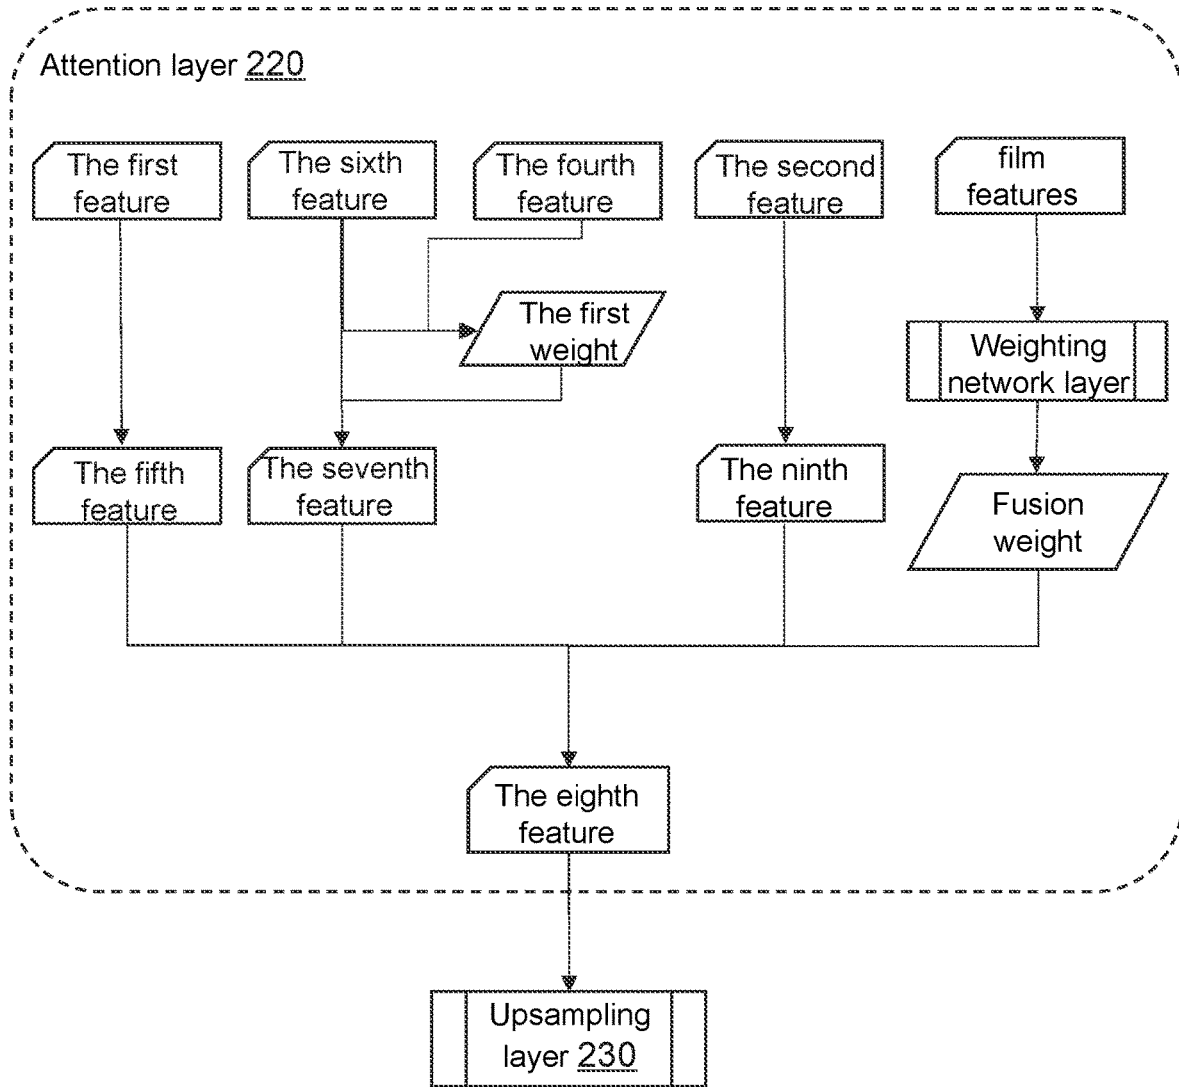 Attention layer 220
The first
feature
The sixth
feature
The fourth
feature
The second
feature
film
features
The first
weight
Weighting
network layer
The fifth
feature
The seventh
feature
The ninth
feature
Fusion
weight
The eighth
feature
Upsampling
layer 230